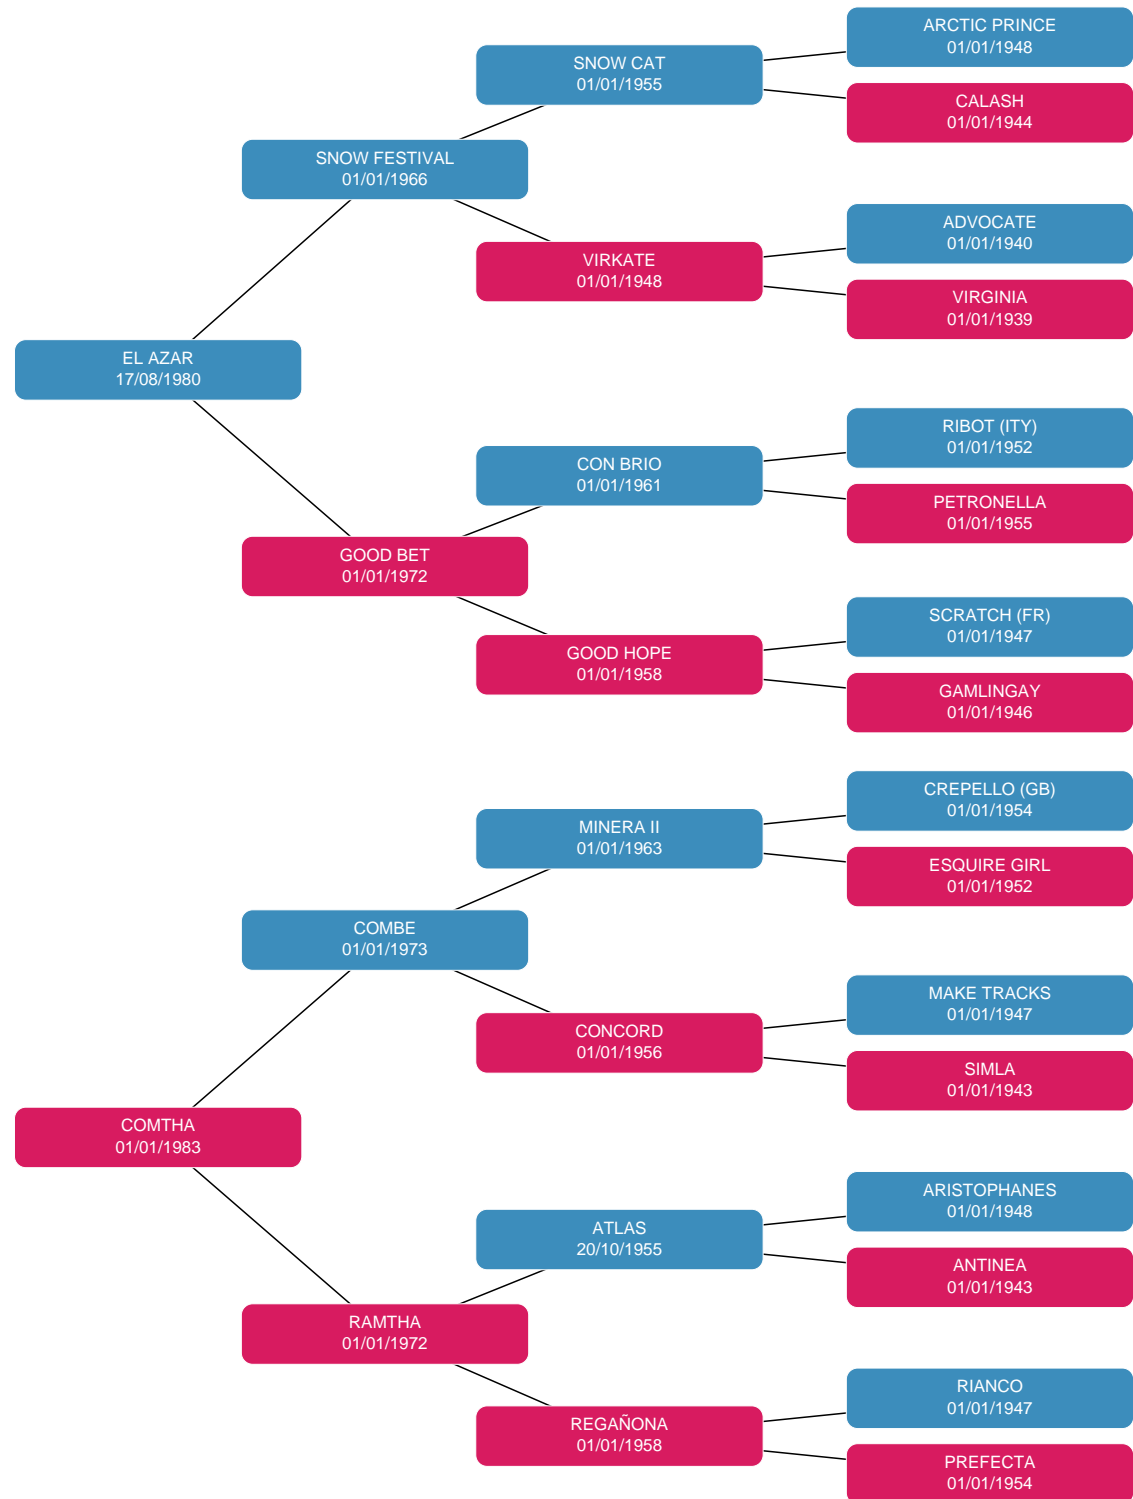 ARCTIC PRINCE
01/01/1948
SNOW CAT
01/01/1955
CALASH
01/01/1944
SNOW FESTIVAL
01/01/1966
ADVOCATE
01/01/1940
VIRKATE
01/01/1948
VIRGINIA
01/01/1939
EL AZAR
17/08/1980
RIBOT (ITY)
01/01/1952
CON BRIO
01/01/1961
PETRONELLA
01/01/1955
GOOD BET
01/01/1972
SCRATCH (FR)
01/01/1947
GOOD HOPE
01/01/1958
GAMLINGAY
01/01/1946
CREPELLO (GB)
01/01/1954
MINERA II
01/01/1963
ESQUIRE GIRL
01/01/1952
COMBE
01/01/1973
MAKE TRACKS
01/01/1947
CONCORD
01/01/1956
SIMLA
01/01/1943
COMTHA
01/01/1983
ARISTOPHANES
01/01/1948
ATLAS
20/10/1955
ANTINEA
01/01/1943
RAMTHA
01/01/1972
RIANCO
01/01/1947
REGAÑONA
01/01/1958
PREFECTA
01/01/1954